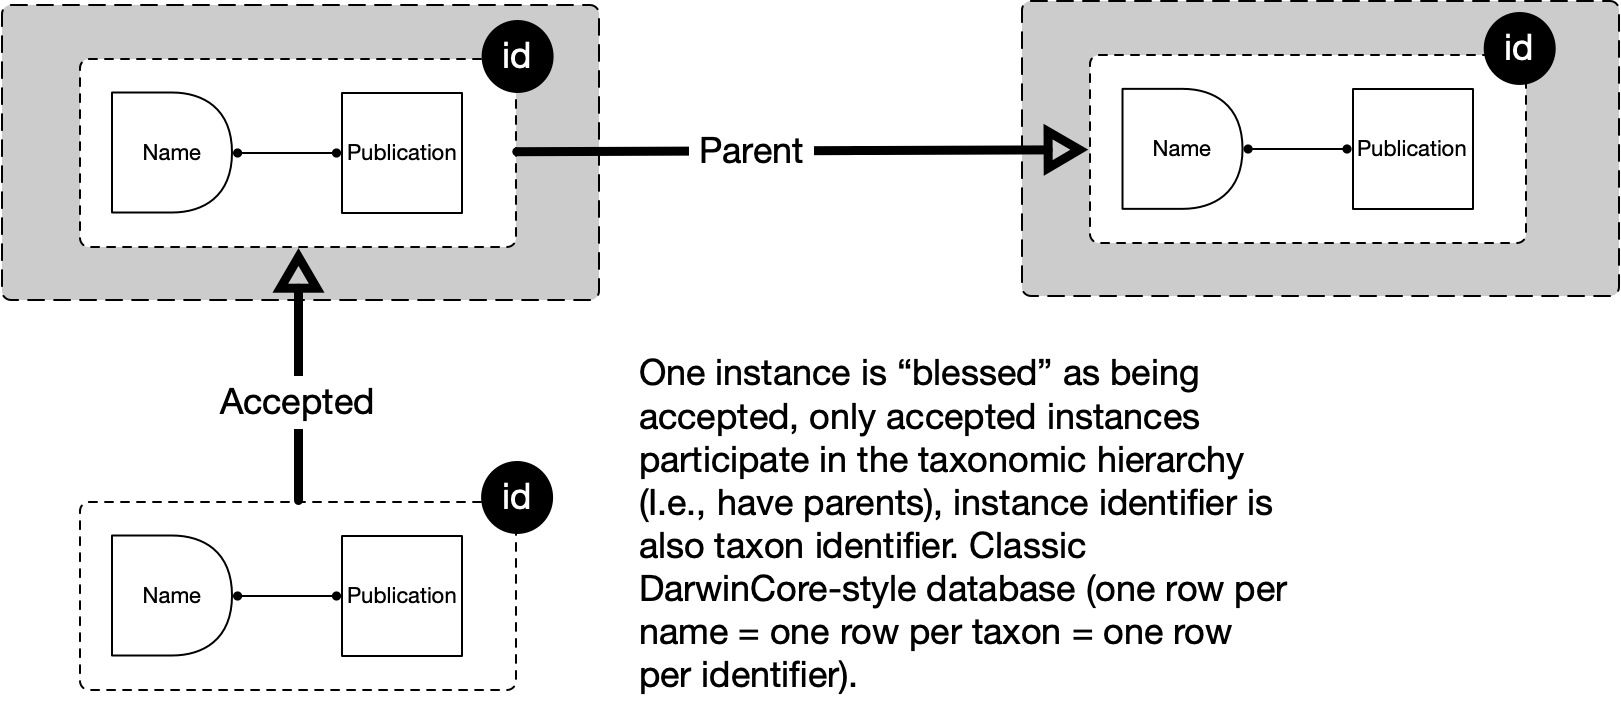 id
Name
Publication
Parent
id
Name
Publication
Accepted
id
Name
Publication
One instance is “blessed” as being
accepted, only accepted instances
participate in the taxonomic hierarchy
(I.e., have parents), instance identifier is
also taxon identifier. Classic
DarwinCore-style database (one row per
name = one row per taxon = one row
per identifier).